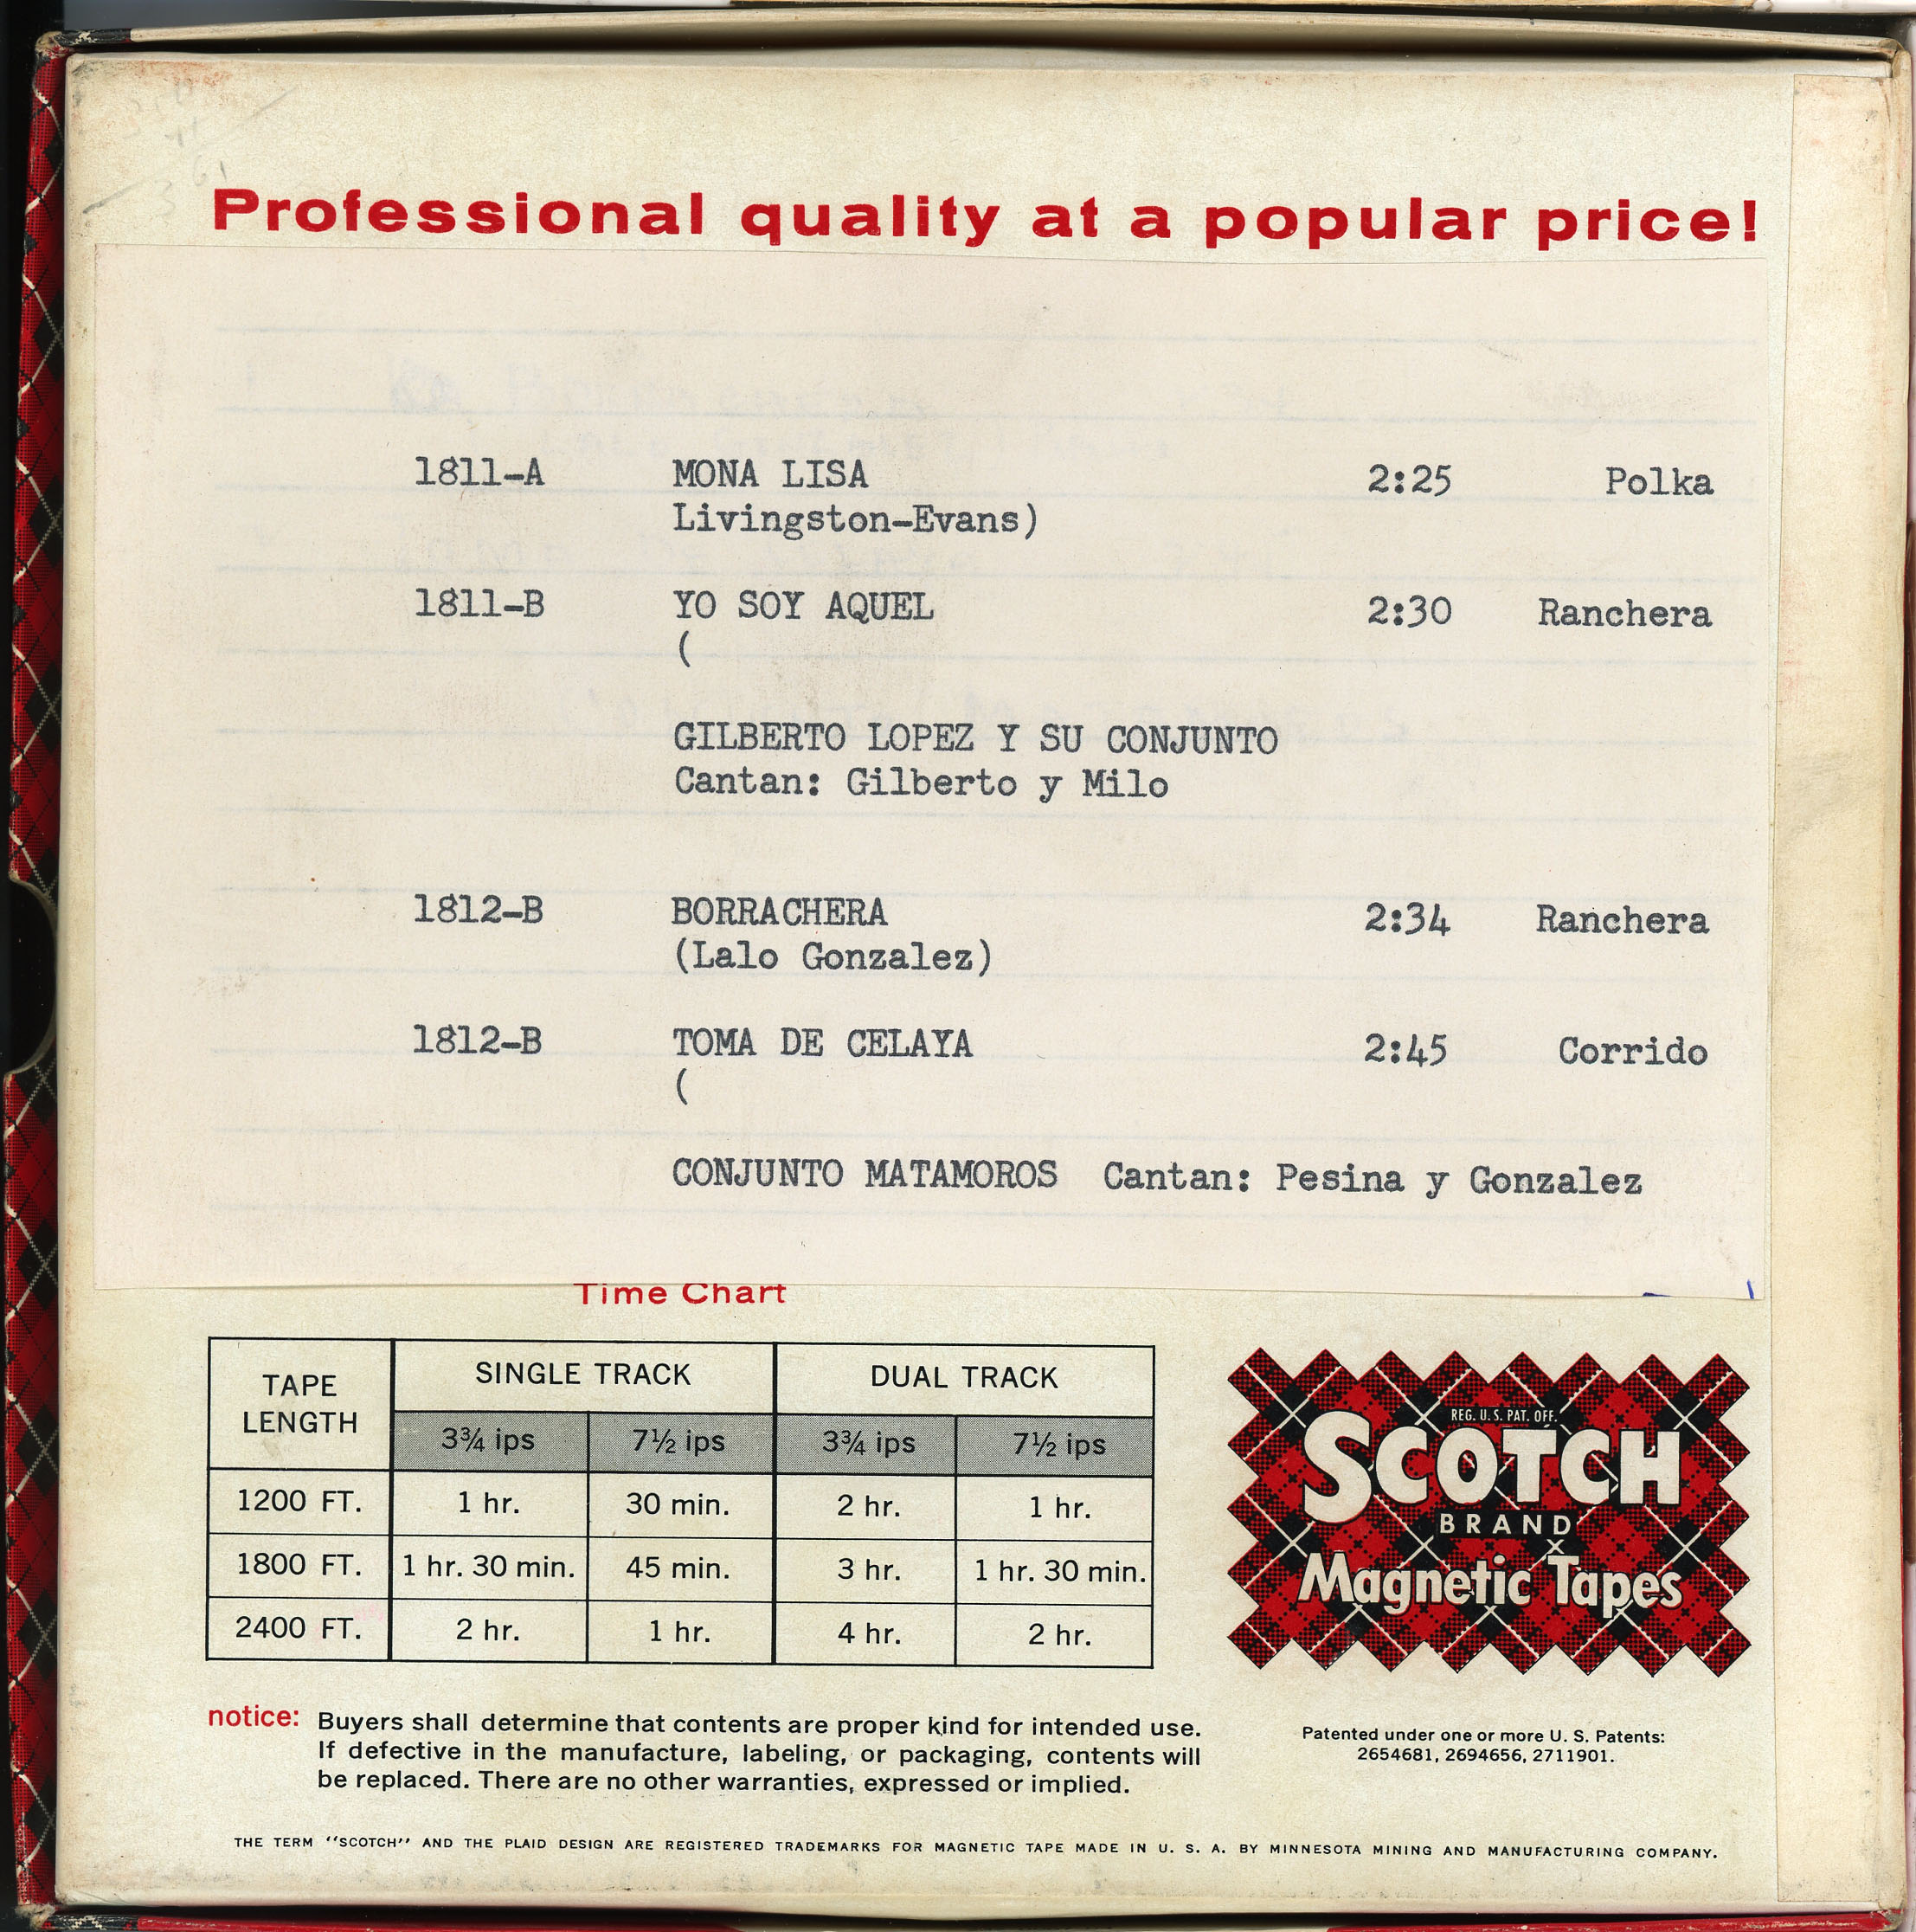 Professional quality at a popular price!
1811-A MONA LISA 2:25 Polka
Livingston-Evans)
1811-B YO SOY AQUEL 2:30 Ranchera
(
GILBERTO LOPEZ Y SU CONJUNTO
Cantan: Gilberto y Milo
1812-B BORRACHERA 2:34 Ranchera
(Lalo Gonzalez)
1812-B TOMA DE CELAYA 2:45 Corrido
(
CONJUNTO MATAMOROS Cantan: Pesina y Gonzalez
Time Chart
TAPE LENGTH SINGLE TRACK DUAL TRACK
3¾ ips 7½ ips 3¾ ips 7½ ips
1200 FT. 1 hr. 30 min. 2 hr. 1 hr.
1800 FT. 1 hr. 30 min. 45 min. 3 hr. 1 hr. 30 min.
2400 FT. 2 hr. 1 hr. 4 hr. 2 hr.
REG. U.S. PAT. OFF.
SCOTCH
BRAND
Magnetic Tapes
notice: Buyers shall determine that contents are proper kind for intended use.
If defective in the manufacture, labeling, or packaging, contents will
be replaced. There are no other warranties, expressed or implied.
Patented under one or more U. S. Patents:
2654681, 2694656, 2711901.
THE TERM "SCOTCH" AND THE PLAID DESIGN ARE REGISTERED TRADEMARKS FOR MAGNETIC TAPE MADE IN U. S. A. BY MINNESOTA MINING AND MANUFACTURING COMPANY.